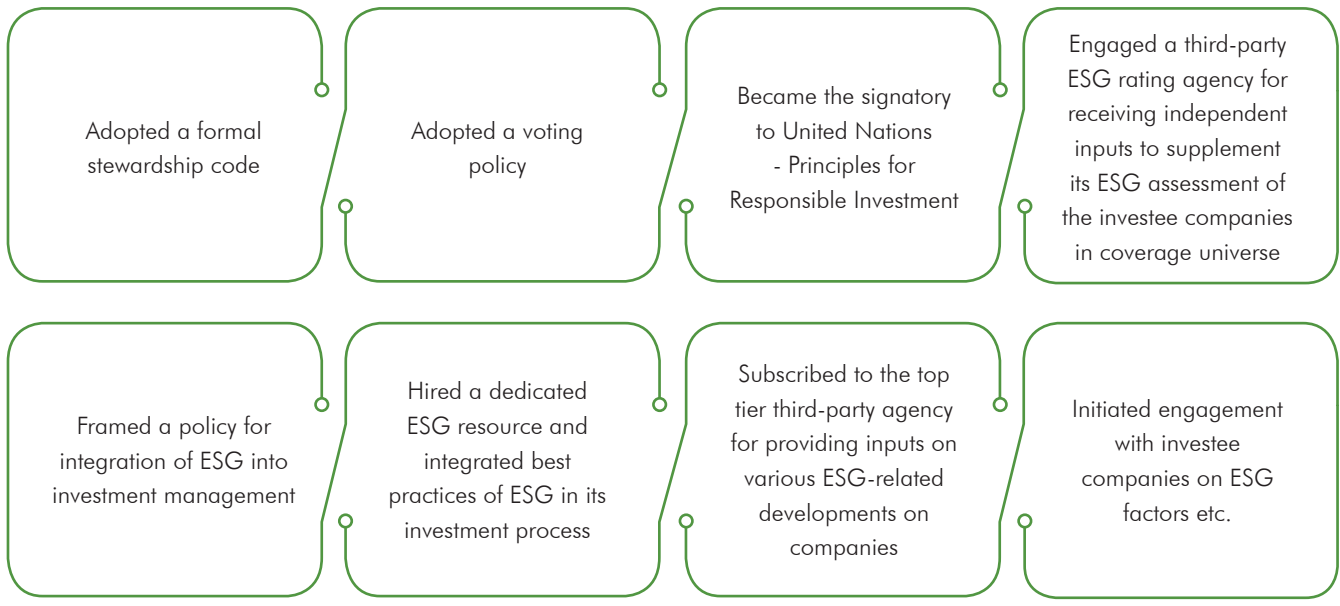 Adopted a formal
stewardship code
Adopted a voting
policy
Became the signatory
to United Nations
- Principles for
Responsible Investment
Engaged a third-party
ESG rating agency for
receiving independent
inputs to supplement
its ESG assessment of
the investee companies
in coverage universe
Framed a policy for
integration of ESG into
investment management
Hired a dedicated
ESG resource and
integrated best
practices of ESG in its
investment process
Subscribed to the top
tier third-party agency
for providing inputs on
various ESG-related
developments on
companies
Initiated engagement
with investee
companies on ESG
factors etc.